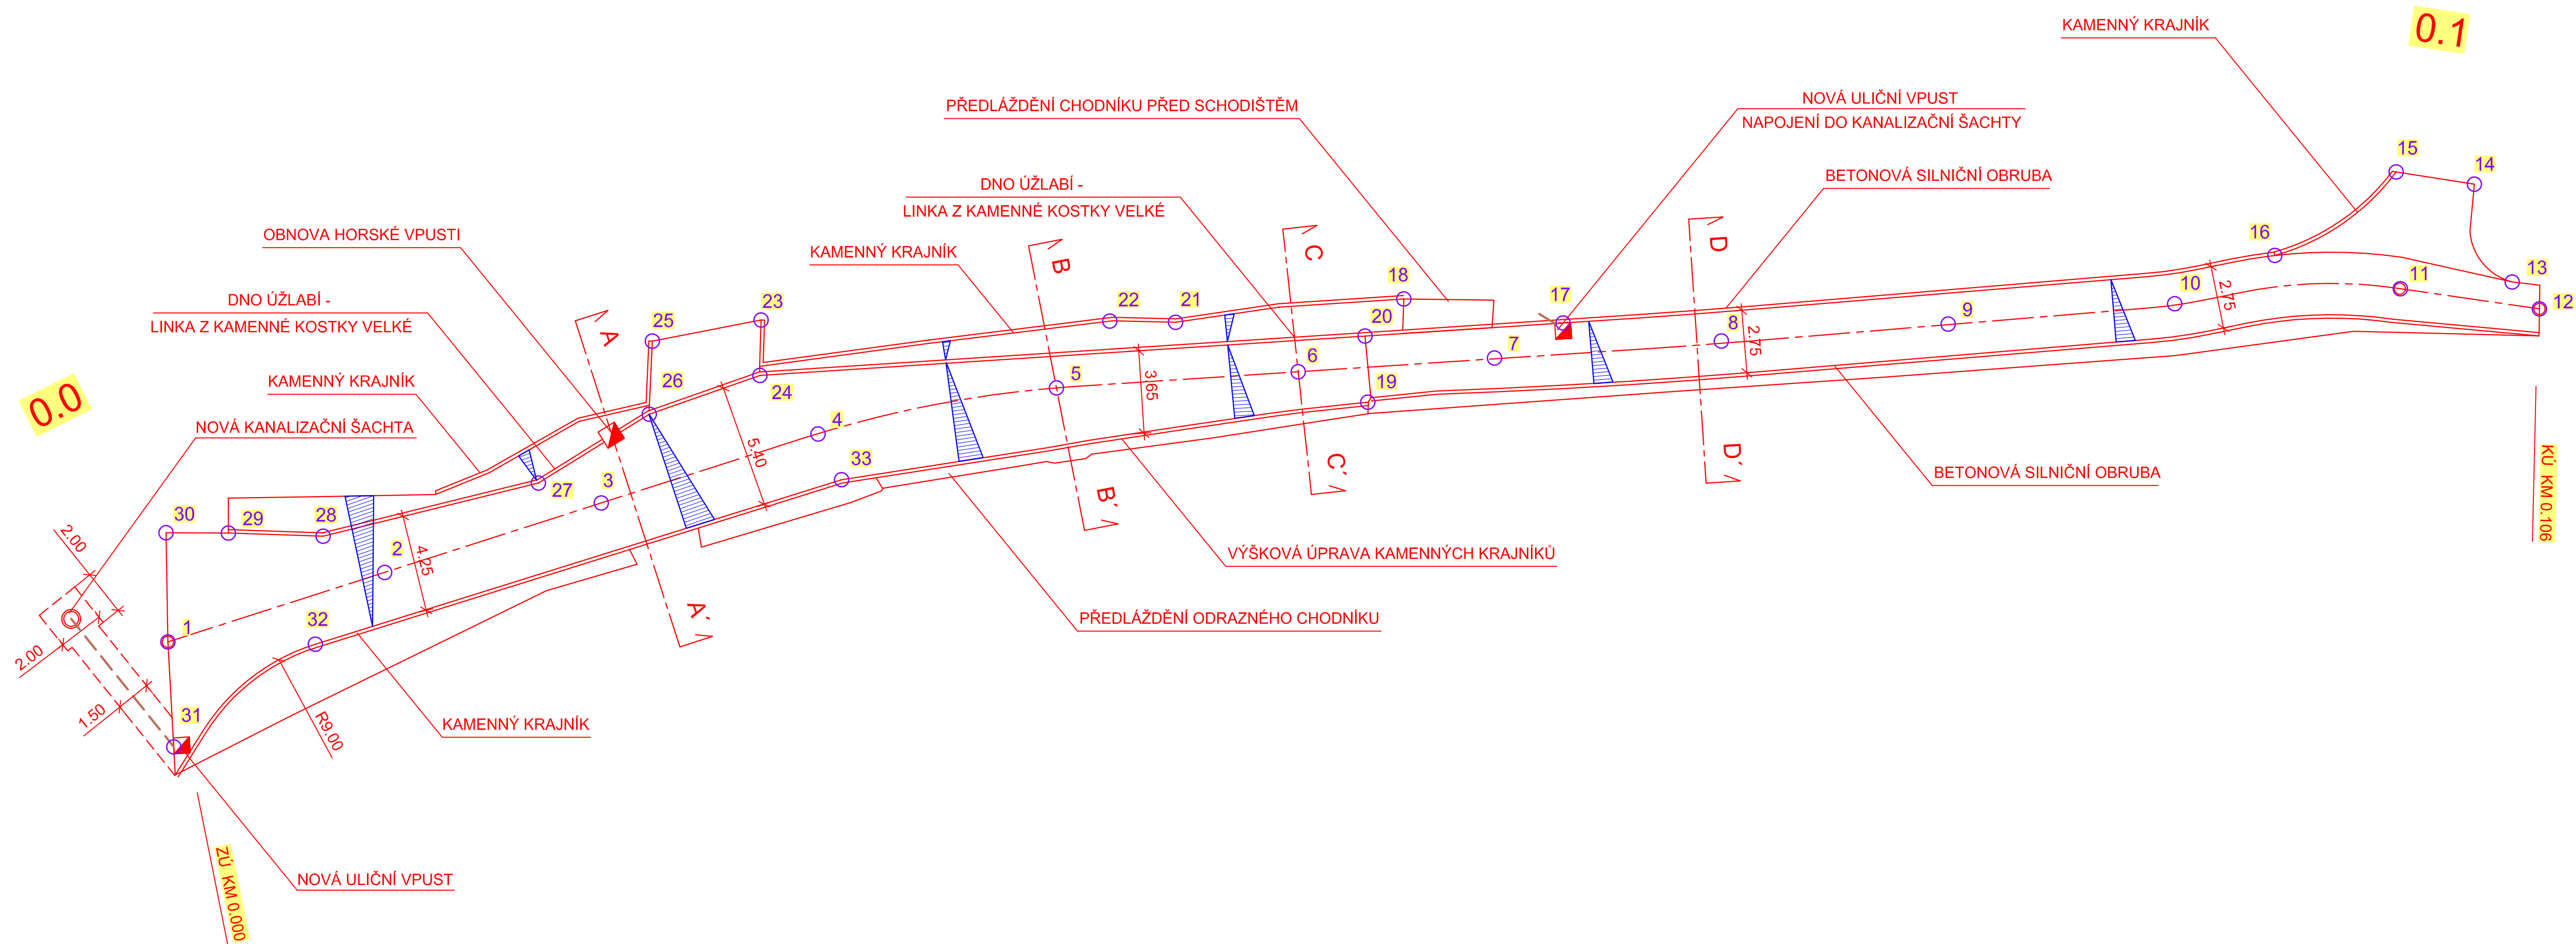 0.1
KAMENNÝ KRAJNÍK
PŘEDLÁŽDĚNÍ CHODNÍKU PŘED SCHODIŠTĚM
NOVÁ ULIČNÍ VPUST
NAPOJENÍ DO KANALIZAČNÍ ŠACHTY
15
14
BETONOVÁ SILNIČNÍ OBRUBA
DNO ÚŽLABÍ -
LINKA Z KAMENNÉ KOSTKY VELKÉ
OBNOVA HORSKÉ VPUSTI
KAMENNÝ KRAJNÍK
B
C
D
16
13
11
12
10
2.75
18
17
22
21
20
9
8
2.75
7
6
DNO ÚŽLABÍ -
LINKA Z KAMENNÉ KOSTKY VELKÉ
A
23
25
24
26
5
3.65
19
KAMENNÝ KRAJNÍK
0.0
NOVÁ KANALIZAČNÍ ŠACHTA
4
5.40
33
C´
D´
BETONOVÁ SILNIČNÍ OBRUBA
KÚ KM 0.106
27
3
B´
30
29
28
2.00
2
4.25
VÝŠKOVÁ ÚPRAVA KAMENNÝCH KRAJNÍKŮ
A´
PŘEDLÁŽDĚNÍ ODRAZNÉHO CHODNÍKU
1
32
2.00
1.50
31
R9.00
KAMENNÝ KRAJNÍK
NOVÁ ULIČNÍ VPUST
ZÚ KM 0.000